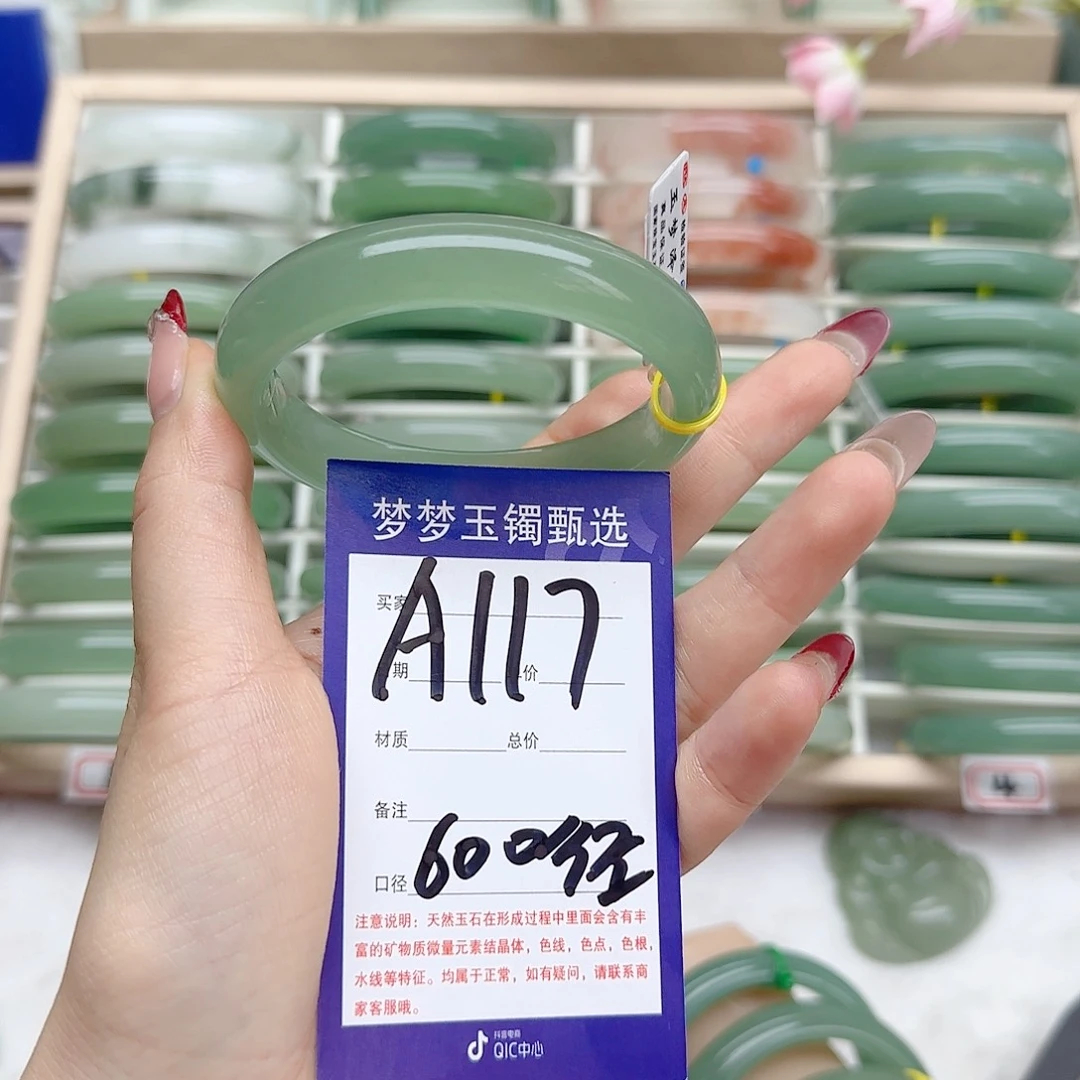 梦梦玉镯甄选
买家
A117
期 价
材质 总价
备注
60口径
口径
注意说明：天然玉石在形成过程中里面会含有丰
富的矿物质微量元素结晶体，色线，色点，色根，
水线等特征。均属于正常，如有疑问，请联系商
家客服哦。
抖音电商
QIC中心